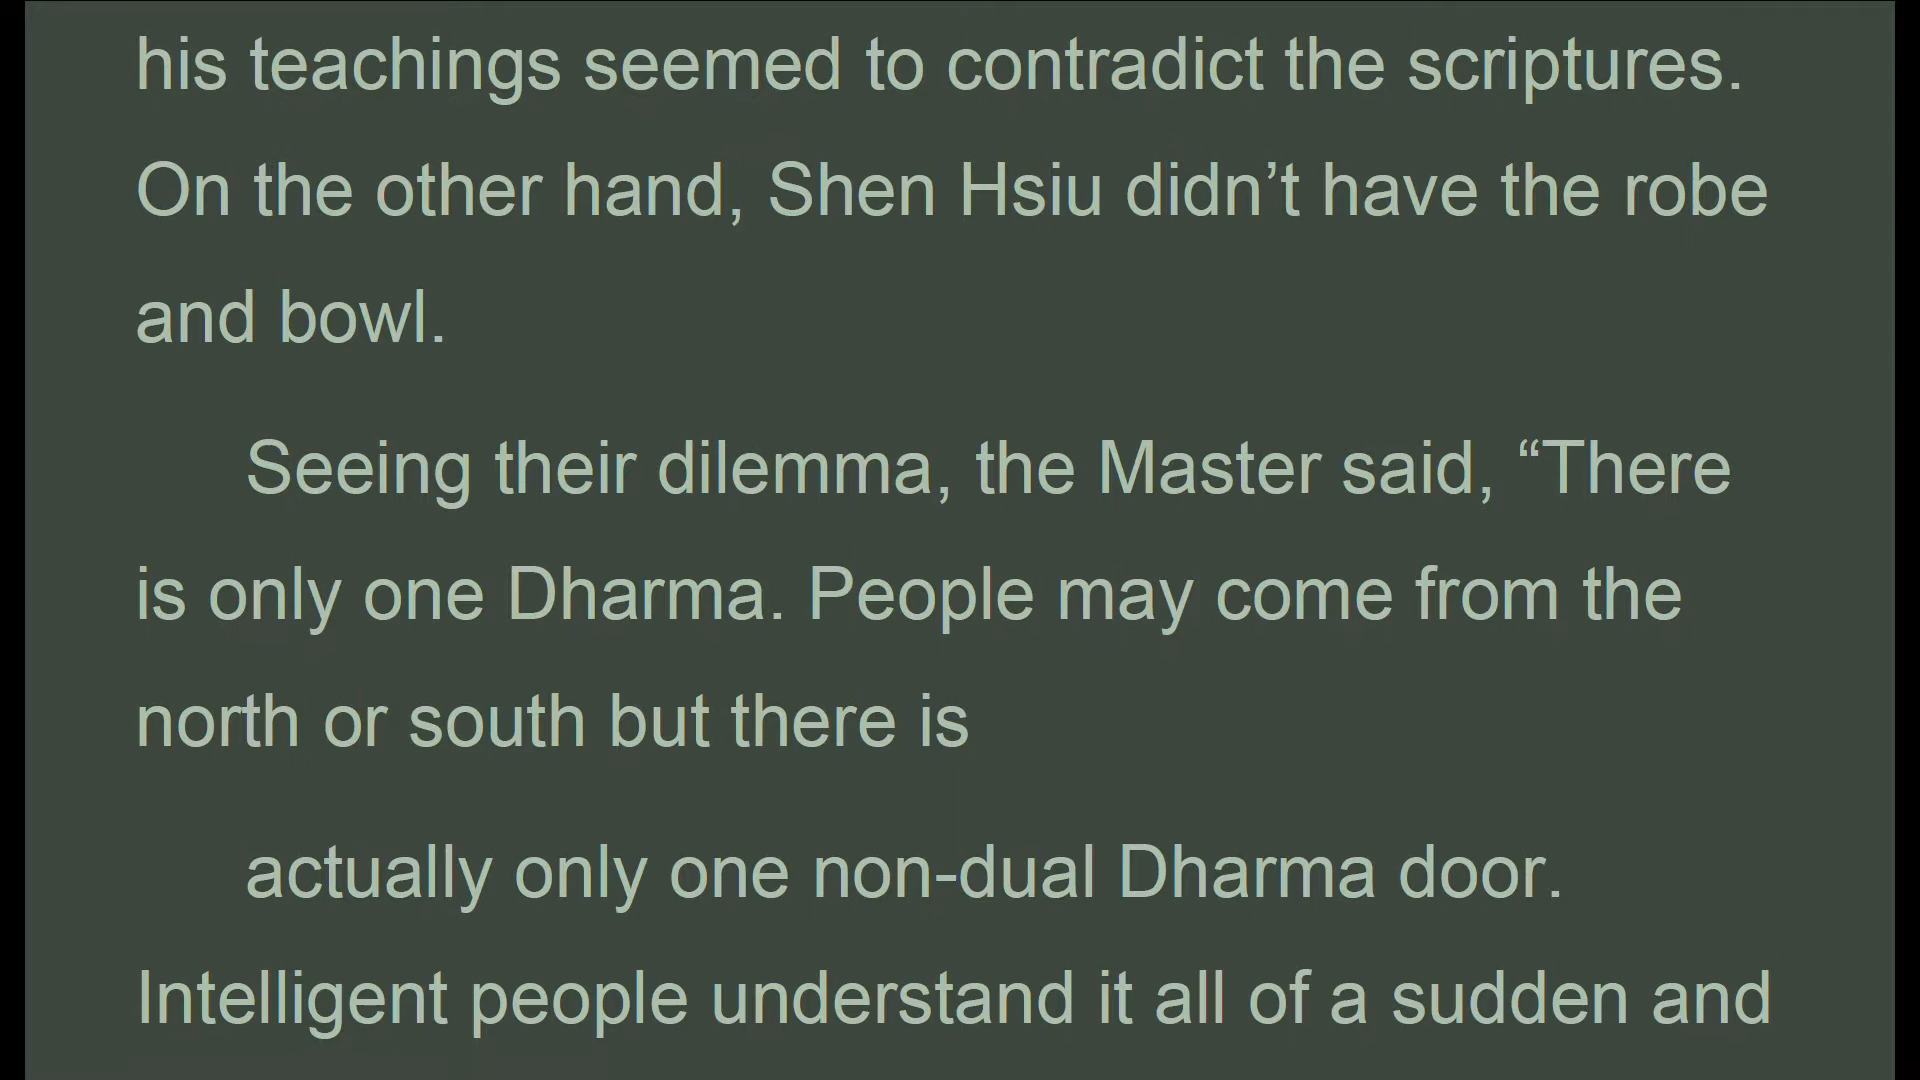 his teachings seemed to contradict the scriptures.
On the other hand, Shen Hsiu didn’t have the robe
and bowl.
Seeing their dilemma, the Master said, “There
is only one Dharma. People may come from the
north or south but there is
actually only one non-dual Dharma door.
Intelligent people understand it all of a sudden and